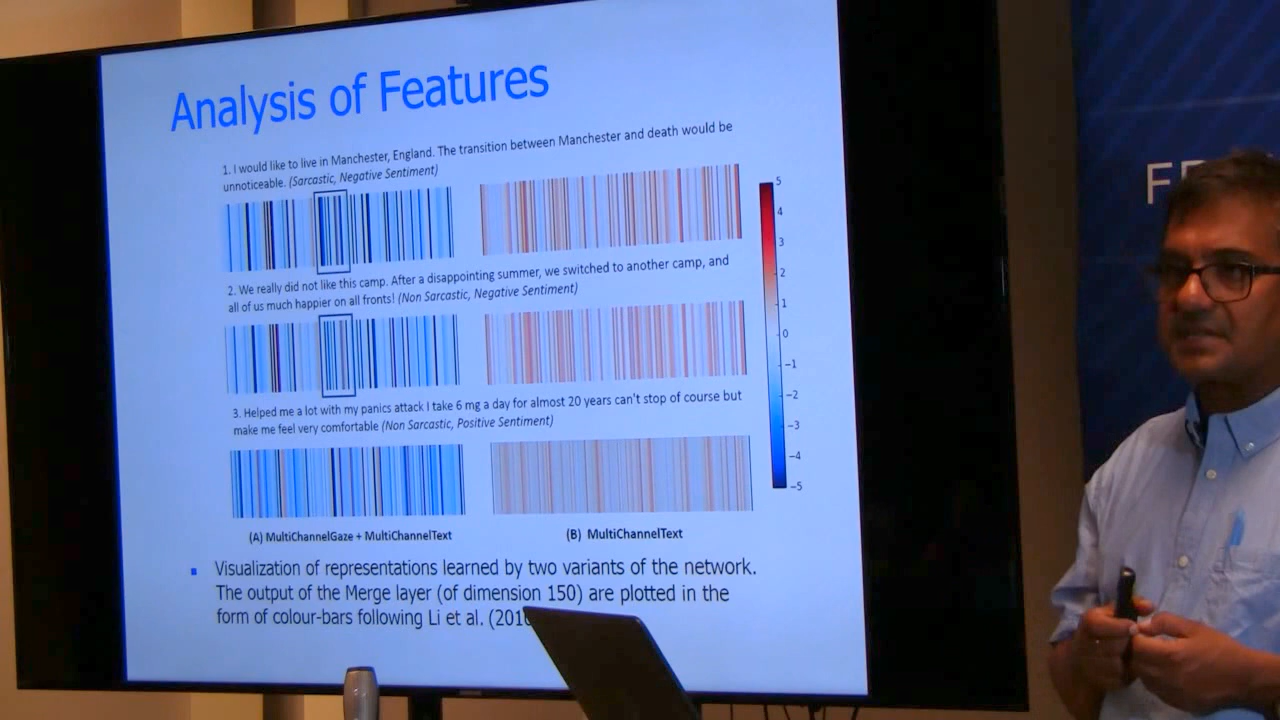 Analysis of Features
1. I would like to live in Manchester, England. The transition between Manchester and death would be
unnoticeable. (Sarcastic, Negative Sentiment)
2. We really did not like this camp. After a disappointing summer, we switched to another camp, and
all of us much happier on all fronts! (Non Sarcastic, Negative Sentiment)
3. Helped me a lot with my panics attack I take 6 mg a day for almost 20 years can't stop of course but
make me feel very comfortable (Non Sarcastic, Positive Sentiment)
5
4
3
2
1
0
−1
−2
−3
−4
−5
(A) MultiChannelGaze + MultiChannelText
(B) MultiChannelText
▪ Visualization of representations learned by two variants of the network.
The output of the Merge layer (of dimension 150) are plotted in the
form of colour-bars following Li et al.